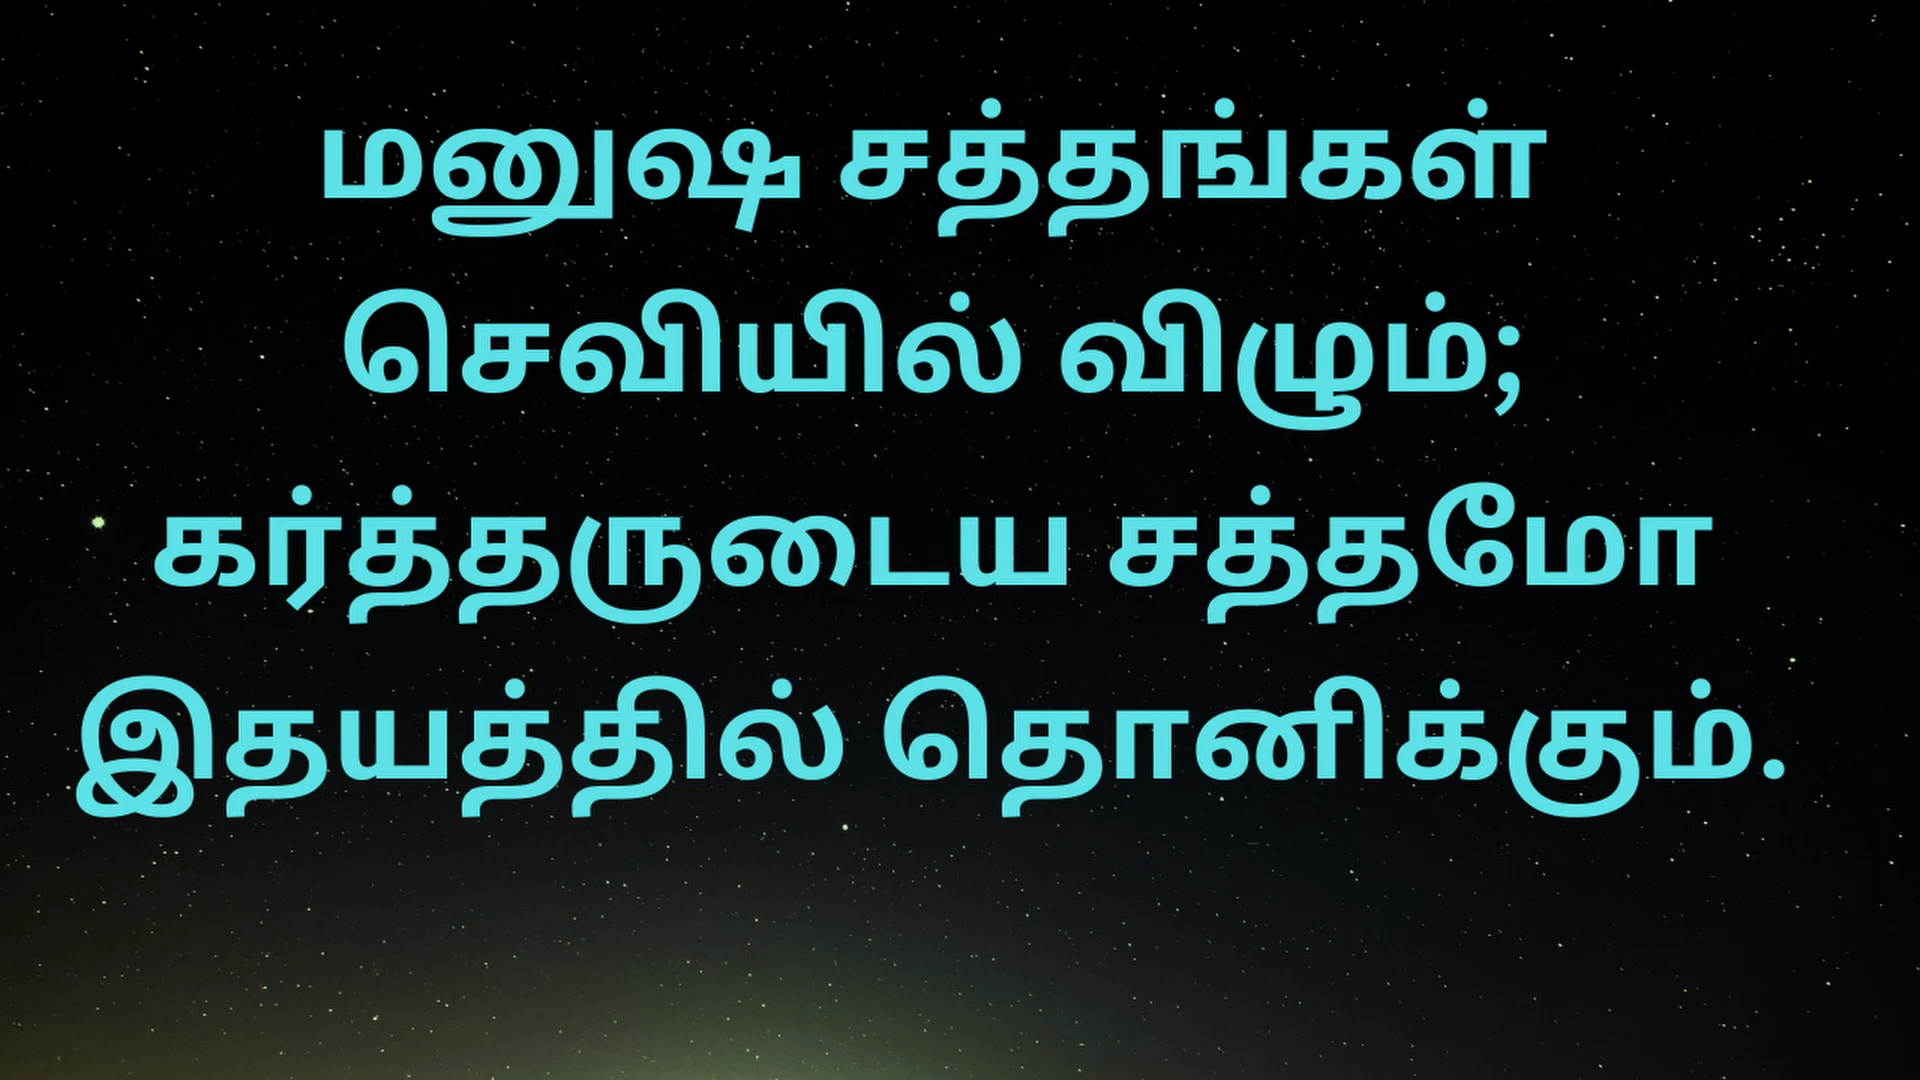 மனுஷ சத்தங்கள்
செவியில் விழும்;
கர்த்தருடைய சத்தமோ
இதயத்தில் தொனிக்கும்.